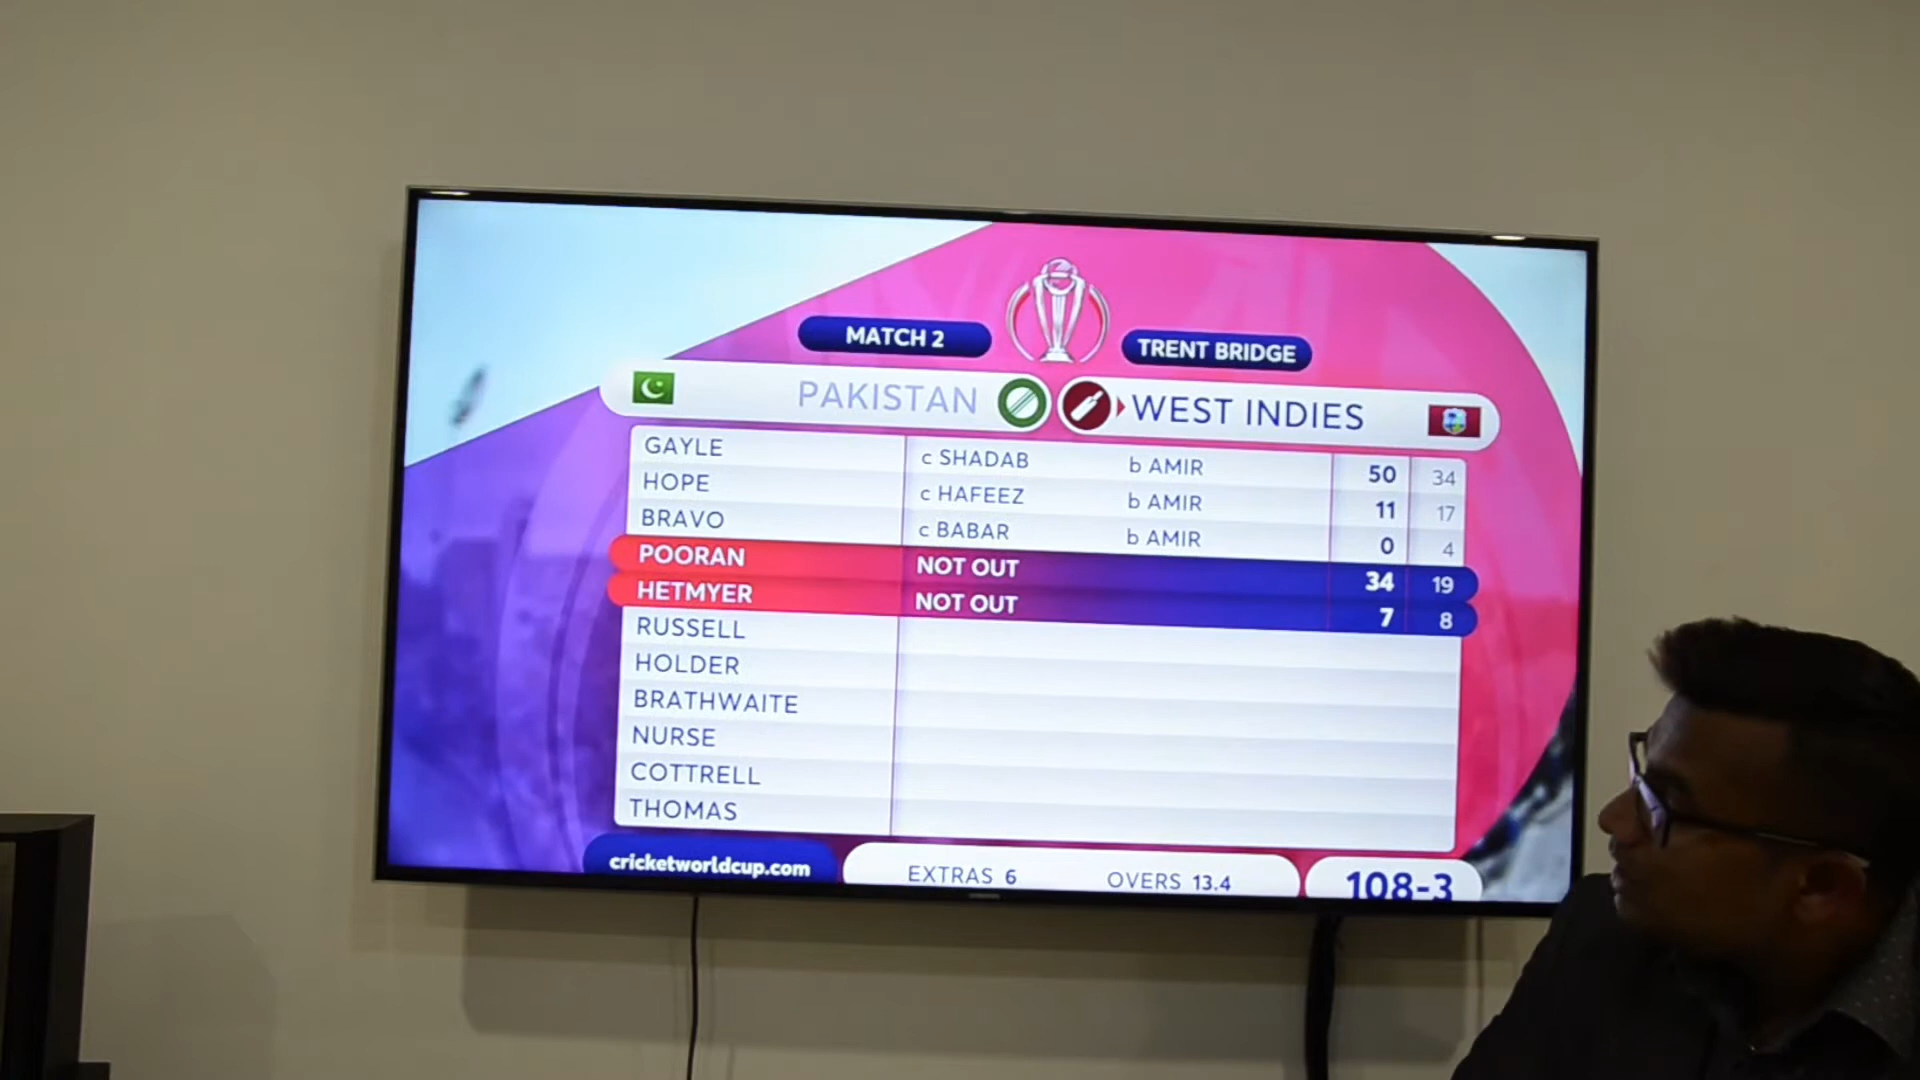 MATCH 2
TRENT BRIDGE
PAKISTAN
WEST INDIES
GAYLE c SHADAB b AMIR 50 34
HOPE c HAFEEZ b AMIR 11 17
BRAVO c BABAR b AMIR 0 4
POORAN NOT OUT 34 19
HETMYER NOT OUT 7 8
RUSSELL
HOLDER
BRATHWAITE
NURSE
COTTRELL
THOMAS
cricketworldcup.com EXTRAS 6 OVERS 13.4 108-3